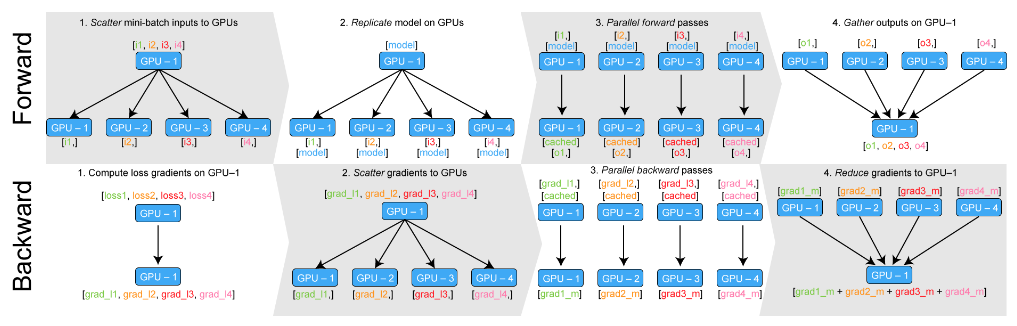 Forward
1. Scatter mini-batch inputs to GPUs
[i1, i2, i3, i4]
GPU – 1
GPU – 1 GPU – 2 GPU – 3 GPU – 4
[i1,] [i2,] [i3,] [i4,]
2. Replicate model on GPUs
[model]
GPU – 1
GPU – 1 GPU – 2 GPU – 3 GPU – 4
[i1,] [i2,] [i3,] [i4,]
[model] [model] [model] [model]
3. Parallel forward passes
[i1,] [i2,] [i3,] [i4,]
[model] [model] [model] [model]
GPU – 1 GPU – 2 GPU – 3 GPU – 4
GPU – 1 GPU – 2 GPU – 3 GPU – 4
[cached] [cached] [cached] [cached]
[o1,] [o2,] [o3,] [o4,]
4. Gather outputs on GPU–1
[o1,] [o2,] [o3,] [o4,]
GPU – 1 GPU – 2 GPU – 3 GPU – 4
GPU – 1
[o1, o2, o3, o4]
Backward
1. Compute loss gradients on GPU–1
[loss1, loss2, loss3, loss4]
GPU – 1
GPU – 1
[grad_l1, grad_l2, grad_l3, grad_l4]
2. Scatter gradients to GPUs
[grad_l1, grad_l2, grad_l3, grad_l4]
GPU – 1
GPU – 1 GPU – 2 GPU – 3 GPU – 4
[grad_l1,] [grad_l2,] [grad_l3,] [grad_l4,]
3. Parallel backward passes
[grad_l1,] [grad_l2,] [grad_l3,] [grad_l4,]
[cached] [cached] [cached] [cached]
GPU – 1 GPU – 2 GPU – 3 GPU – 4
GPU – 1 GPU – 2 GPU – 3 GPU – 4
[grad1_m] [grad2_m] [grad3_m] [grad4_m]
4. Reduce gradients to GPU–1
[grad1_m] [grad2_m] [grad3_m] [grad4_m]
GPU – 1 GPU – 2 GPU – 3 GPU – 4
GPU – 1
[grad1_m + grad2_m + grad3_m + grad4_m]